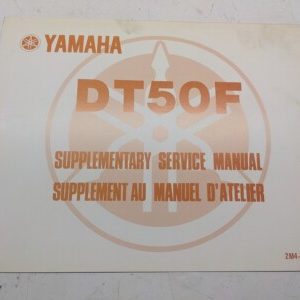 YAMAHA
DT50F
SUPPLEMENTARY SERVICE MANUAL
SUPPLEMENT AU MANUEL D'ATELIER